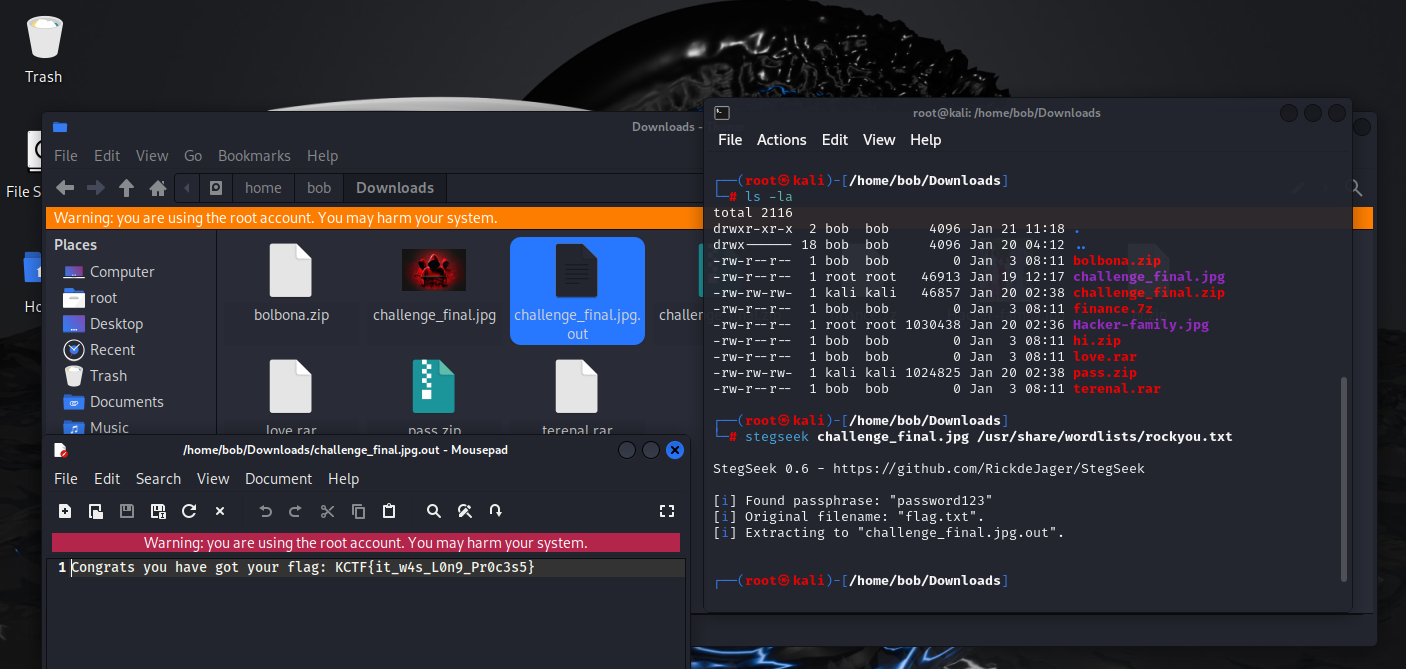 Trash
File S
Ho
Downloads -
File Edit View Go Bookmarks Help
home bob Downloads
Warning: you are using the root account. You may harm your system.
Places
Computer
root
Desktop
Recent
Trash
Documents
Music
bolbona.zip
challenge_final.jpg
challenge_final.jpg.
out
love.rar
pass.zip
terenal.rar
/home/bob/Downloads/challenge_final.jpg.out - Mousepad
File Edit Search View Document Help
Warning: you are using the root account. You may harm your system.
1 Congrats you have got your flag: KCTF{it_w4s_L0n9_Pr0c3s5}
root@kali: /home/bob/Downloads
File Actions Edit View Help
┌──(root㉿kali)-[/home/bob/Downloads]
└─# ls -la
total 2116
drwxr-xr-x 2 bob bob 4096 Jan 21 11:18 .
drwx------ 18 bob bob 4096 Jan 20 04:12 ..
-rw-r--r-- 1 bob bob 0 Jan 3 08:11 bolbona.zip
-rw-r--r-- 1 root root 46913 Jan 19 12:17 challenge_final.jpg
-rw-rw-rw- 1 kali kali 46857 Jan 20 02:38 challenge_final.zip
-rw-r--r-- 1 bob bob 0 Jan 3 08:11 finance.7z
-rw-r--r-- 1 root root 1030438 Jan 20 02:36 Hacker-family.jpg
-rw-r--r-- 1 bob bob 0 Jan 3 08:11 hi.zip
-rw-r--r-- 1 bob bob 0 Jan 3 08:11 love.rar
-rw-rw-rw- 1 kali kali 1024825 Jan 20 02:38 pass.zip
-rw-r--r-- 1 bob bob 0 Jan 3 08:11 terenal.rar
┌──(root㉿kali)-[/home/bob/Downloads]
└─# stegseek challenge_final.jpg /usr/share/wordlists/rockyou.txt
StegSeek 0.6 - https://github.com/RickdeJager/StegSeek
[i] Found passphrase: "password123"
[i] Original filename: "flag.txt".
[i] Extracting to "challenge_final.jpg.out".
┌──(root㉿kali)-[/home/bob/Downloads]